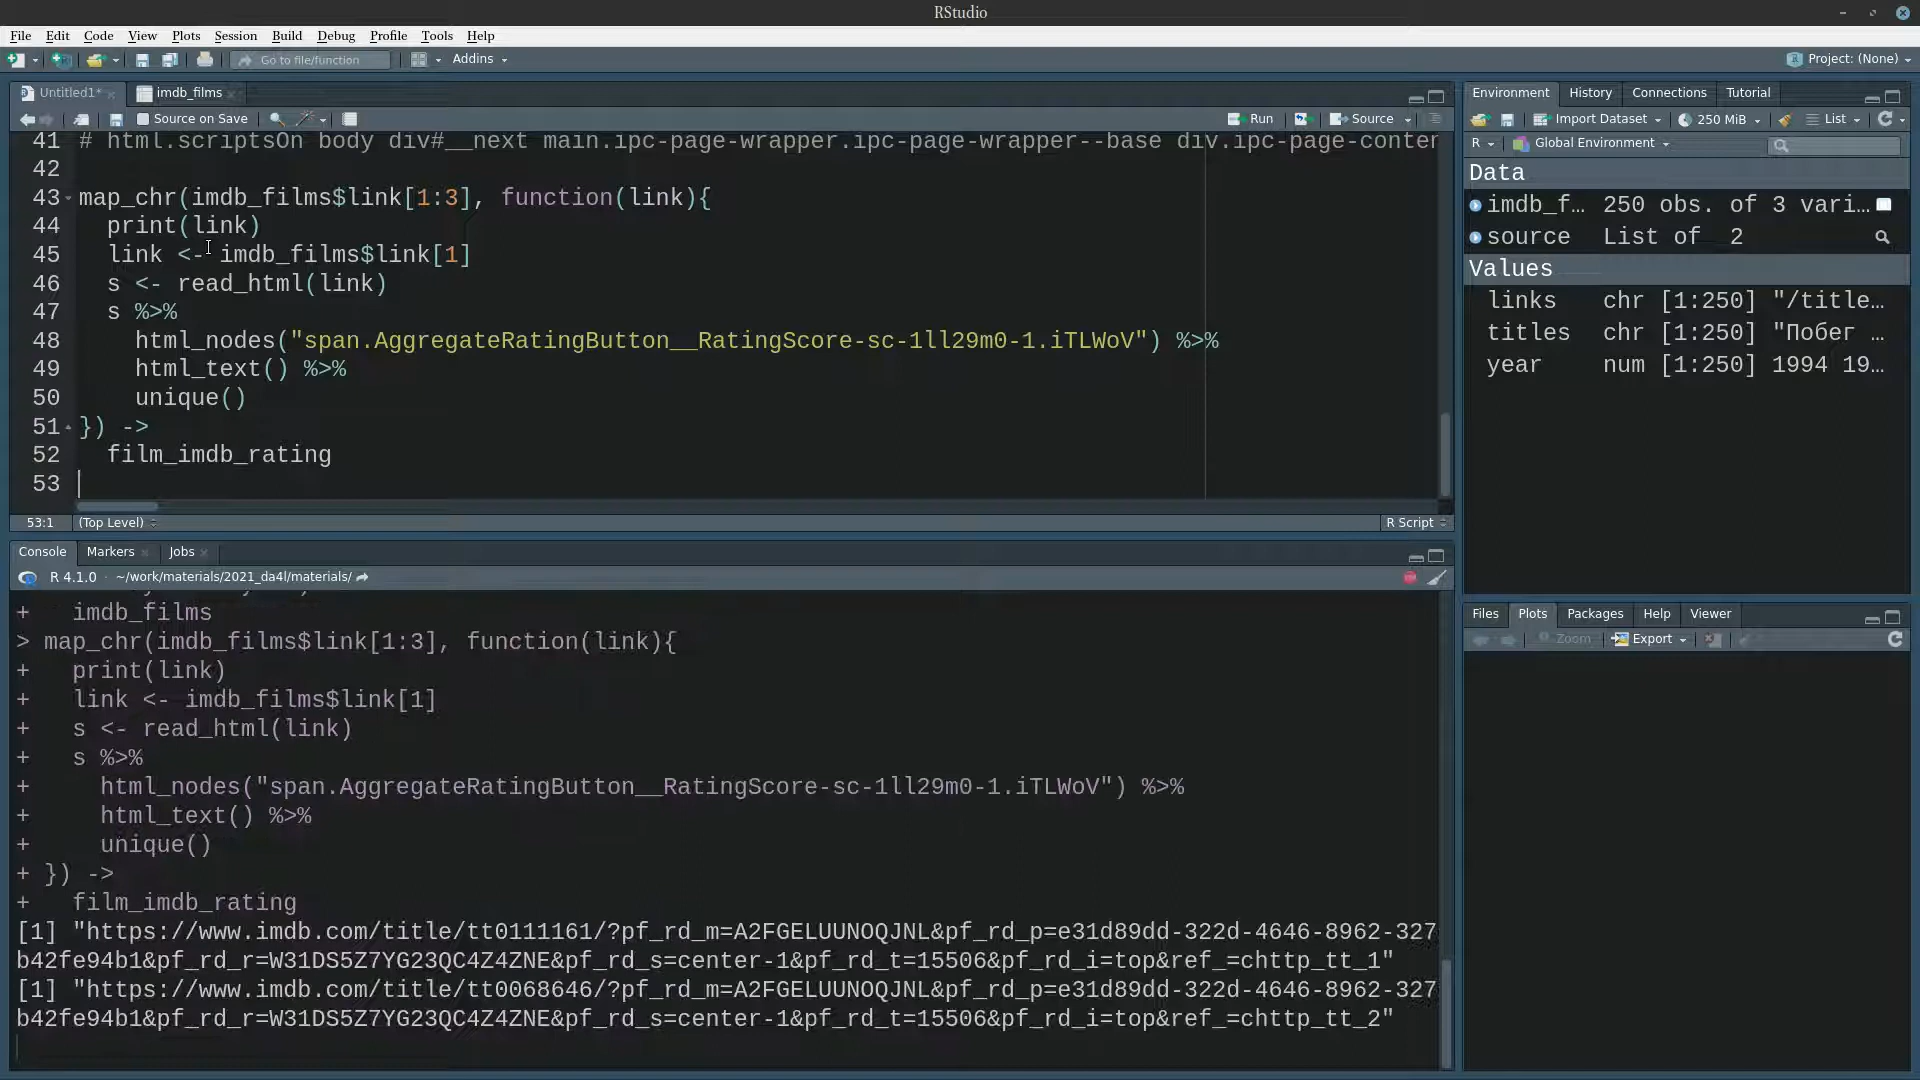 RStudio
File Edit Code View Plots Session Build Debug Profile Tools Help
Go to file/function Addins Project: (None)
Untitled1* imdb_films
Source on Save Run Source
41 # html.scriptsOn body div#__next main.ipc-page-wrapper.ipc-page-wrapper--base div.ipc-page-conter
42
43 map_chr(imdb_films$link[1:3], function(link){
44 print(link)
45 link <- imdb_films$link[1]
46 s <- read_html(link)
47 s %>%
48 html_nodes("span.AggregateRatingButton__RatingScore-sc-1ll29m0-1.iTLWoV") %>%
49 html_text() %>%
50 unique()
51 }) ->
52 film_imdb_rating
53
53:1 (Top Level) R Script
Console Markers Jobs
R 4.1.0 · ~/work/materials/2021_da4l/materials/
+ imdb_films
> map_chr(imdb_films$link[1:3], function(link){
+ print(link)
+ link <- imdb_films$link[1]
+ s <- read_html(link)
+ s %>%
+ html_nodes("span.AggregateRatingButton__RatingScore-sc-1ll29m0-1.iTLWoV") %>%
+ html_text() %>%
+ unique()
+ }) ->
+ film_imdb_rating
[1] "https://www.imdb.com/title/tt0111161/?pf_rd_m=A2FGELUUNOQJNL&pf_rd_p=e31d89dd-322d-4646-8962-327
b42fe94b1&pf_rd_r=W31DS5Z7YG23QC4Z4ZNE&pf_rd_s=center-1&pf_rd_t=15506&pf_rd_i=top&ref_=chttp_tt_1"
[1] "https://www.imdb.com/title/tt0068646/?pf_rd_m=A2FGELUUNOQJNL&pf_rd_p=e31d89dd-322d-4646-8962-327
b42fe94b1&pf_rd_r=W31DS5Z7YG23QC4Z4ZNE&pf_rd_s=center-1&pf_rd_t=15506&pf_rd_i=top&ref_=chttp_tt_2"
Environment History Connections Tutorial
Import Dataset 250 MiB List
R Global Environment
Data
imdb_f… 250 obs. of 3 vari…
source List of 2
Values
links chr [1:250] "/title…
titles chr [1:250] "Побег …
year num [1:250] 1994 19…
Files Plots Packages Help Viewer
Zoom Export